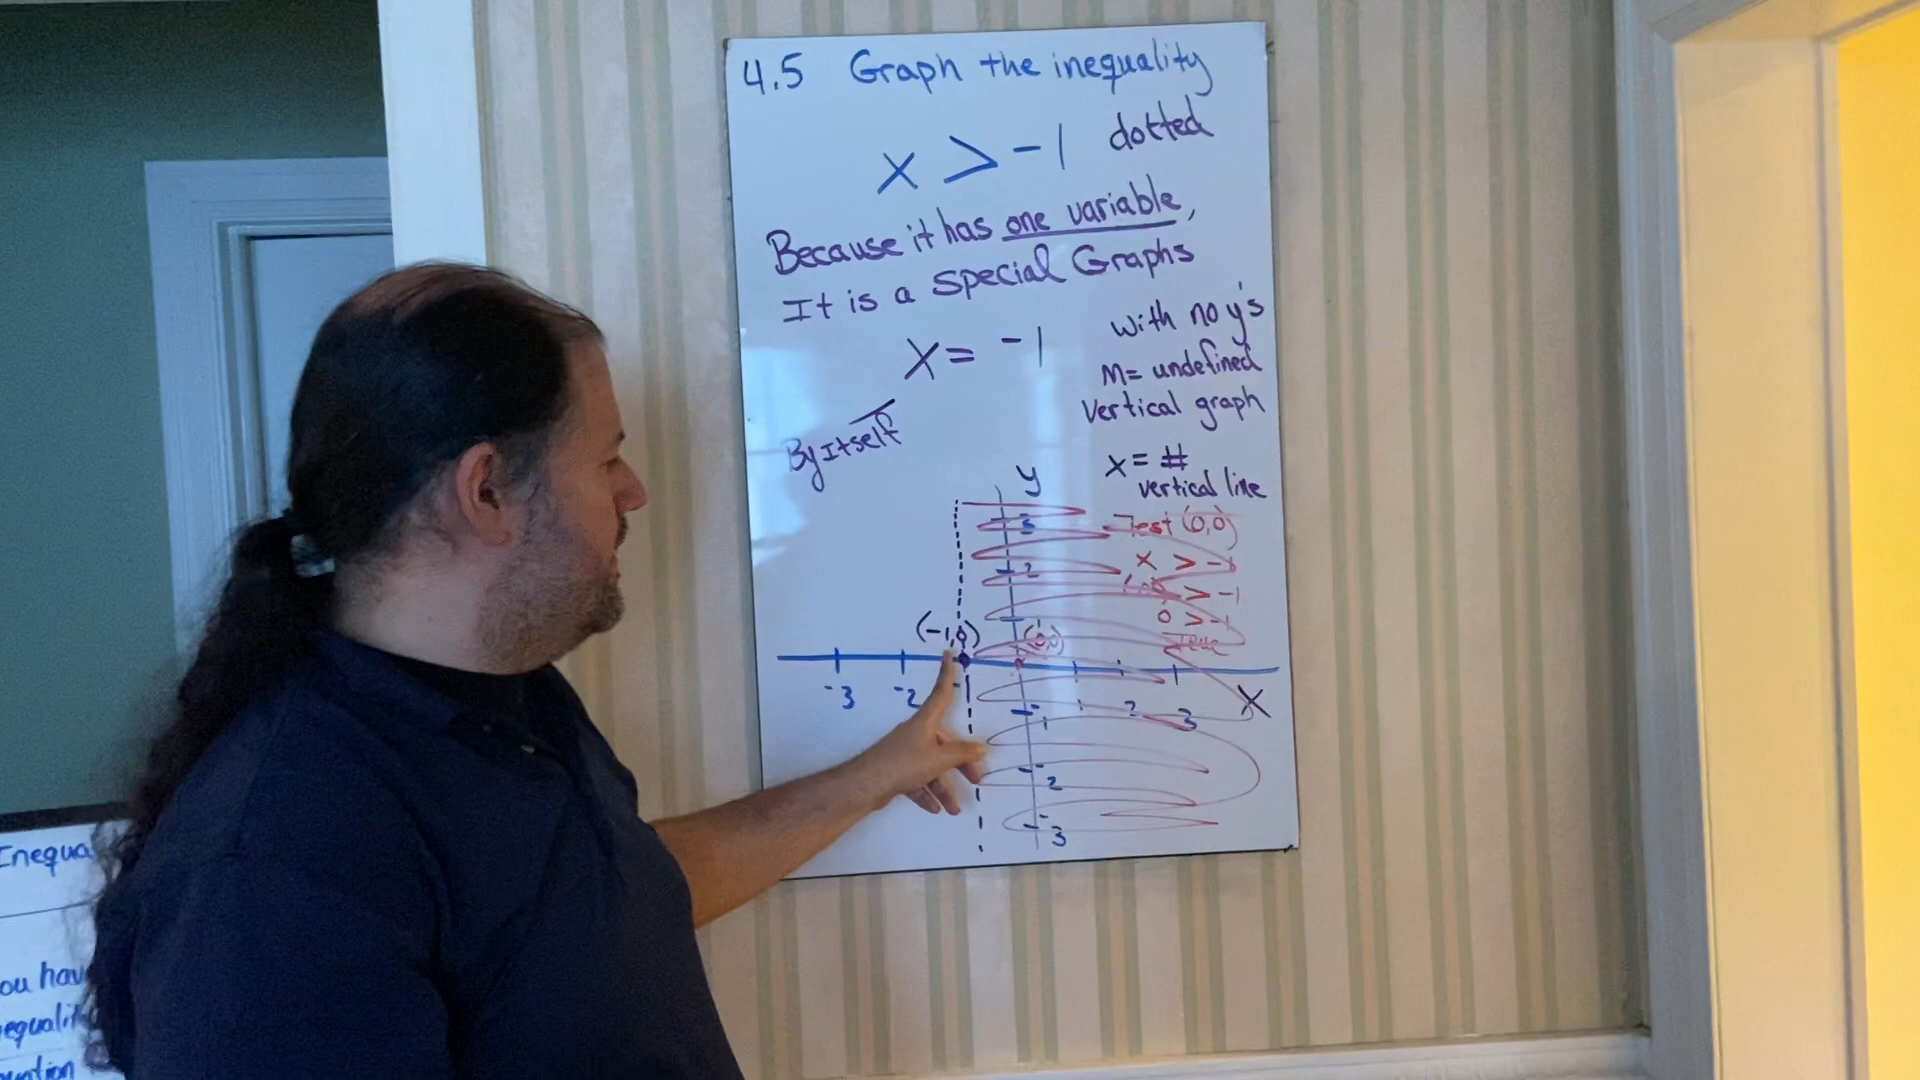 4.5 Graph the inequality
x > -1 dotted
Because it has one variable,
It is a special Graphs
x = -1
with no y's
m= undefined
vertical graph
By Itself
x = #
vertical line
y
Test (0,0)
x > -1
> -1
0 > -1
True
3
2
(-1,0)
(0,0)
-3 -2 -1 1 2 3 X
-1
-2
-3
Inequa
ou hav
equalit